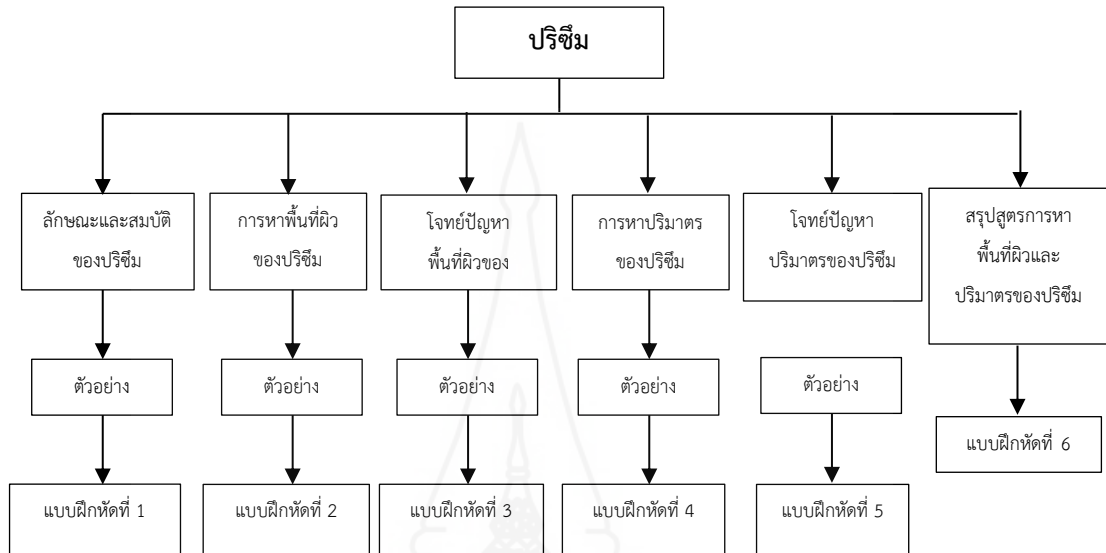 ปริซึม
ลักษณะและสมบัติ
ของปริซึม
การหาพื้นที่ผิว
ของปริซึม
โจทย์ปัญหา
พื้นที่ผิวของ
การหาปริมาตร
ของปริซึม
โจทย์ปัญหา
ปริมาตรของปริซึม
สรุปสูตรการหา
พื้นที่ผิวและ
ปริมาตรของปริซึม
ตัวอย่าง
ตัวอย่าง
ตัวอย่าง
ตัวอย่าง
ตัวอย่าง
แบบฝึกหัดที่ 6
แบบฝึกหัดที่ 1
แบบฝึกหัดที่ 2
แบบฝึกหัดที่ 3
แบบฝึกหัดที่ 4
แบบฝึกหัดที่ 5